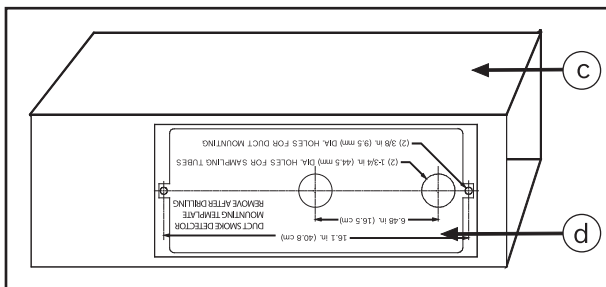 c
16.1 in. (40.8 cm)
6.48 in. (16.5 cm)
DUCT SMOKE DETECTOR
MOUNTING TEMPLATE
REMOVE AFTER DRILLING
(2) 1-3/4 in. (44.5 mm) DIA. HOLES FOR SAMPLING TUBES
(2) 3/8 in. (9.5 mm) DIA. HOLES FOR DUCT MOUNTING
d